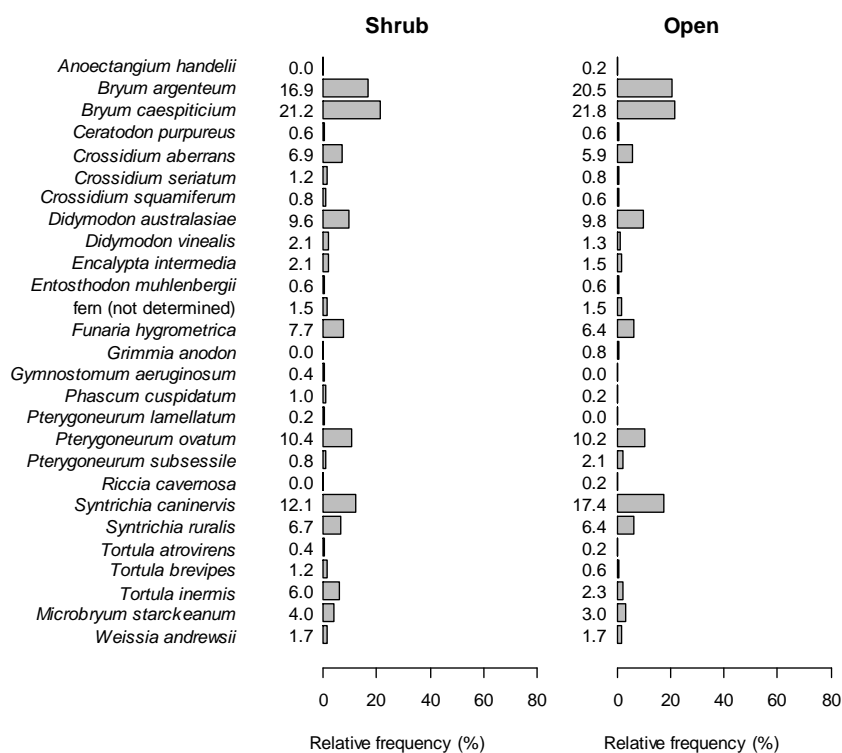 Shrub Open
Anoectangium handelii 0.0 0.2
Bryum argenteum 16.9 20.5
Bryum caespiticium 21.2 21.8
Ceratodon purpureus 0.6 0.6
Crossidium aberrans 6.9 5.9
Crossidium seriatum 1.2 0.8
Crossidium squamiferum 0.8 0.6
Didymodon australasiae 9.6 9.8
Didymodon vinealis 2.1 1.3
Encalypta intermedia 2.1 1.5
Entosthodon muhlenbergii 0.6 0.6
fern (not determined) 1.5 1.5
Funaria hygrometrica 7.7 6.4
Grimmia anodon 0.0 0.8
Gymnostomum aeruginosum 0.4 0.0
Phascum cuspidatum 1.0 0.2
Pterygoneurum lamellatum 0.2 0.0
Pterygoneurum ovatum 10.4 10.2
Pterygoneurum subsessile 0.8 2.1
Riccia cavernosa 0.0 0.2
Syntrichia caninervis 12.1 17.4
Syntrichia ruralis 6.7 6.4
Tortula atrovirens 0.4 0.2
Tortula brevipes 1.2 0.6
Tortula inermis 6.0 2.3
Microbryum starckeanum 4.0 3.0
Weissia andrewsii 1.7 1.7
0 20 40 60 80 0 20 40 60 80
Relative frequency (%) Relative frequency (%)